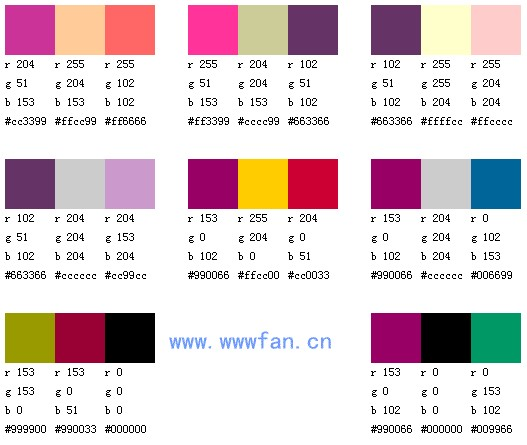 r 204 r 255 r 255 r 255 r 204 r 102 r 102 r 255 r 255
g 51 g 204 g 102 g 51 g 204 g 51 g 51 g 255 g 204
b 153 b 153 b 102 b 153 b 153 b 102 b 102 b 204 b 204
#cc3399 #ffcc99 #ff6666 #ff3399 #cccc99 #663366 #663366 #ffffcc #ffcccc
r 102 r 204 r 204 r 153 r 255 r 204 r 153 r 204 r 0
g 51 g 204 g 153 g 0 g 204 g 0 g 0 g 204 g 102
b 102 b 204 b 204 b 102 b 0 b 51 b 102 b 204 b 153
#663366 #cccccc #cc99cc #990066 #ffcc00 #cc0033 #990066 #cccccc #006699
www.wwwfan.cn
r 153 r 153 r 0 r 153 r 0 r 0
g 153 g 0 g 0 g 0 g 0 g 153
b 0 b 51 b 0 b 102 b 0 b 102
#999900 #990033 #000000 #990066 #000000 #009966